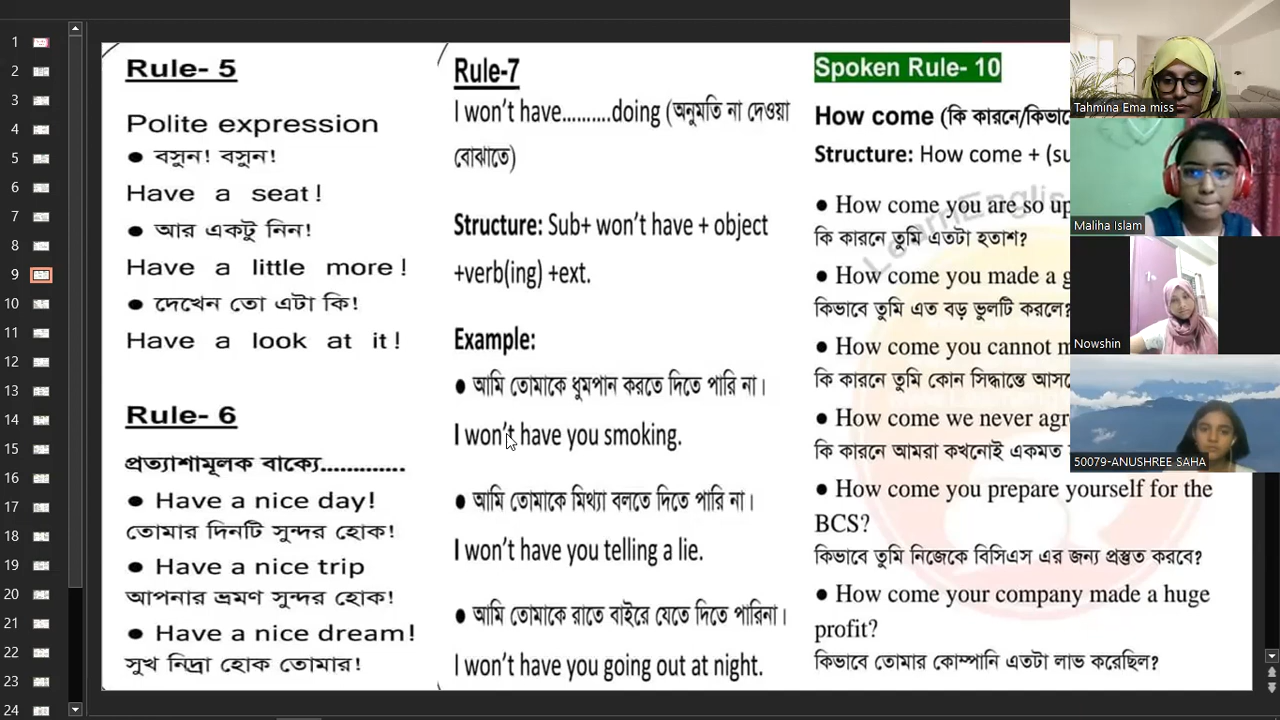 1
2
3
4
5
6
7
8
9
10
11
12
13
14
15
16
17
18
19
20
21
22
23
24
Rule- 5
Polite expression
● বসুন! বসুন!
Have a seat!
● আর একটু নিন!
Have a little more!
● দেখেন তো এটা কি!
Have a look at it!
Rule- 6
প্রত্যাশামূলক বাক্যে.............
● Have a nice day!
তোমার দিনটি সুন্দর হোক!
● Have a nice trip
আপনার ভ্রমণ সুন্দর হোক!
● Have a nice dream!
সুখ নিদ্রা হোক তোমার!
Rule-7
I won't have..........doing (অনুমতি না দেওয়া
বোঝাতে)
Structure: Sub+ won't have + object
+verb(ing) +ext.
Example:
● আমি তোমাকে ধুমপান করতে দিতে পারি না।
I won't have you smoking.
● আমি তোমাকে মিথ্যা বলতে দিতে পারি না।
I won't have you telling a lie.
● আমি তোমাকে রাতে বাইরে যেতে দিতে পারিনা।
I won't have you going out at night.
Spoken Rule- 10
How come (কি কারনে/কিভাবে
Structure: How come + (su
● How come you are so up
কি কারনে তুমি এতটা হতাশ?
● How come you made a g
কিভাবে তুমি এত বড় ভুলটি করলে?
● How come you cannot m
কি কারনে তুমি কোন সিদ্ধান্তে আসতে
● How come we never agr
কি কারনে আমরা কখনোই একমত
● How come you prepare yourself for the
BCS?
কিভাবে তুমি নিজেকে বিসিএস এর জন্য প্রস্তুত করবে?
● How come your company made a huge
profit?
কিভাবে তোমার কোম্পানি এতটা লাভ করেছিল?
LearnEnglis
Tahmina Ema miss
Maliha Islam
Nowshin
50079-ANUSHREE SAHA